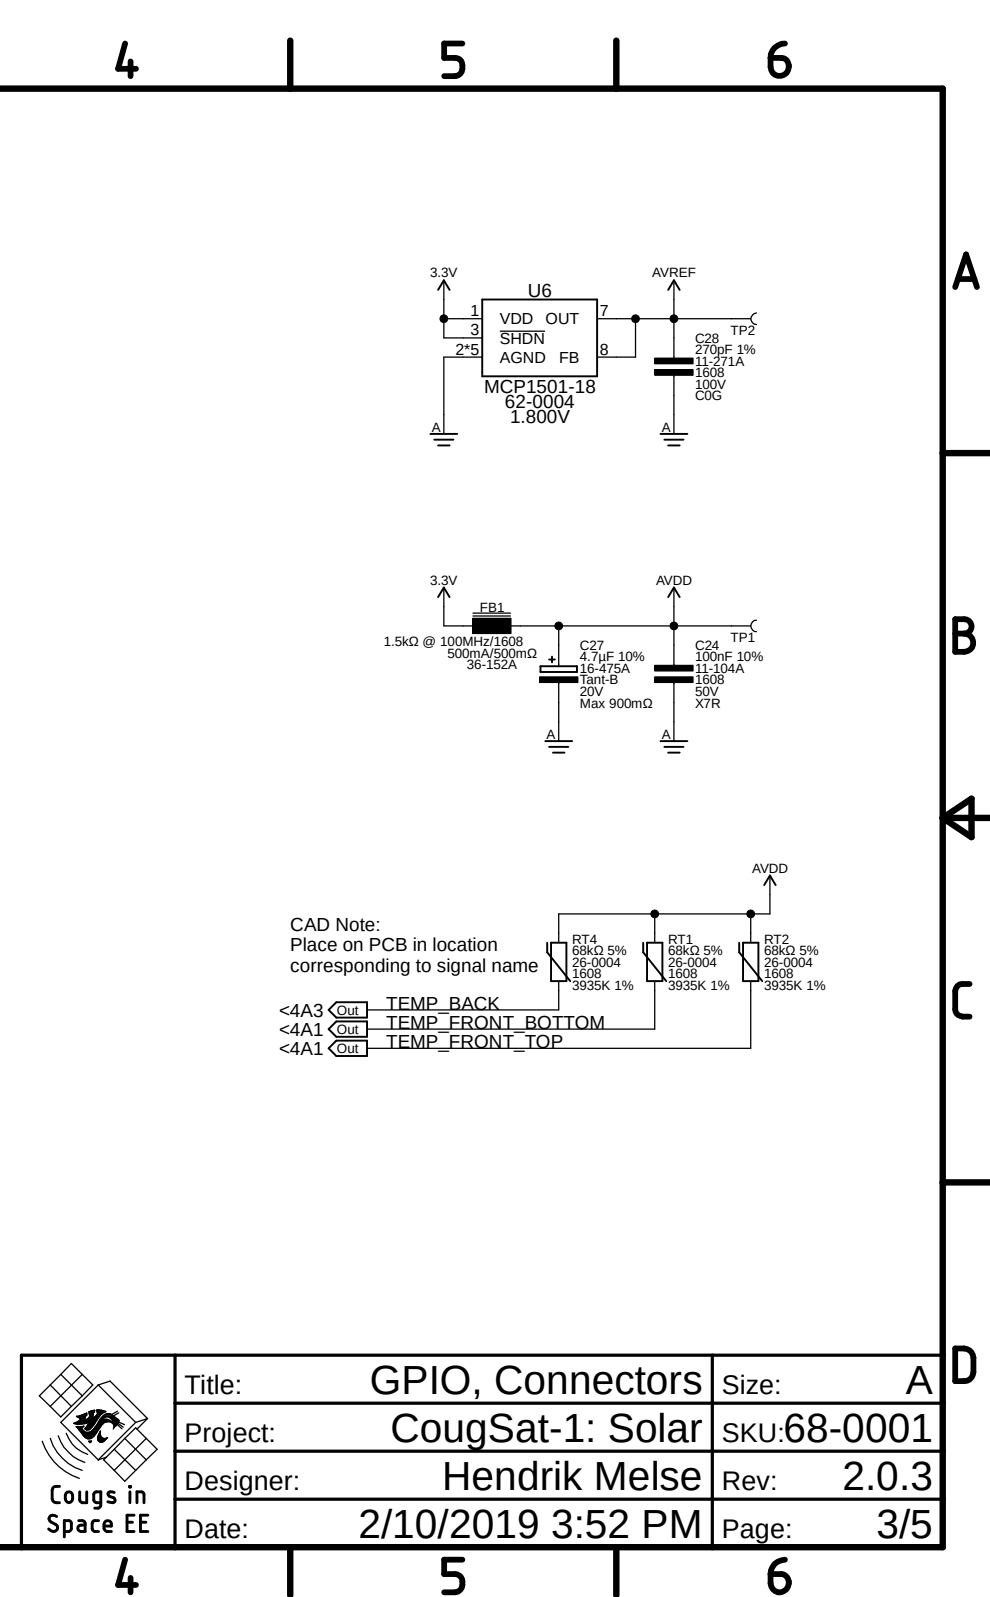 4 5 6
A
3.3V AVREF
U6
1 VDD OUT 7
3 SHDN
2*5 AGND FB 8
MCP1501-18
62-0004
1.800V
TP2
C28
270pF 1%
11-271A
1608
100V
C0G
A A
B
3.3V AVDD
FB1
1.5kΩ @ 100MHz/1608
500mA/500mΩ
36-152A
TP1
C27
4.7µF 10%
16-475A
Tant-B
20V
Max 900mΩ
C24
100nF 10%
11-104A
1608
50V
X7R
+
A A
AVDD
C
CAD Note:
Place on PCB in location
corresponding to signal name
RT4
68kΩ 5%
26-0004
1608
3935K 1%
RT1
68kΩ 5%
26-0004
1608
3935K 1%
RT2
68kΩ 5%
26-0004
1608
3935K 1%
<4A3 Out TEMP_BACK
<4A1 Out TEMP_FRONT_BOTTOM
<4A1 Out TEMP_FRONT_TOP
D
Cougs in
Space EE
Title: GPIO, Connectors Size: A
Project: CougSat-1: Solar SKU: 68-0001
Designer: Hendrik Melse Rev: 2.0.3
Date: 2/10/2019 3:52 PM Page: 3/5
4 5 6